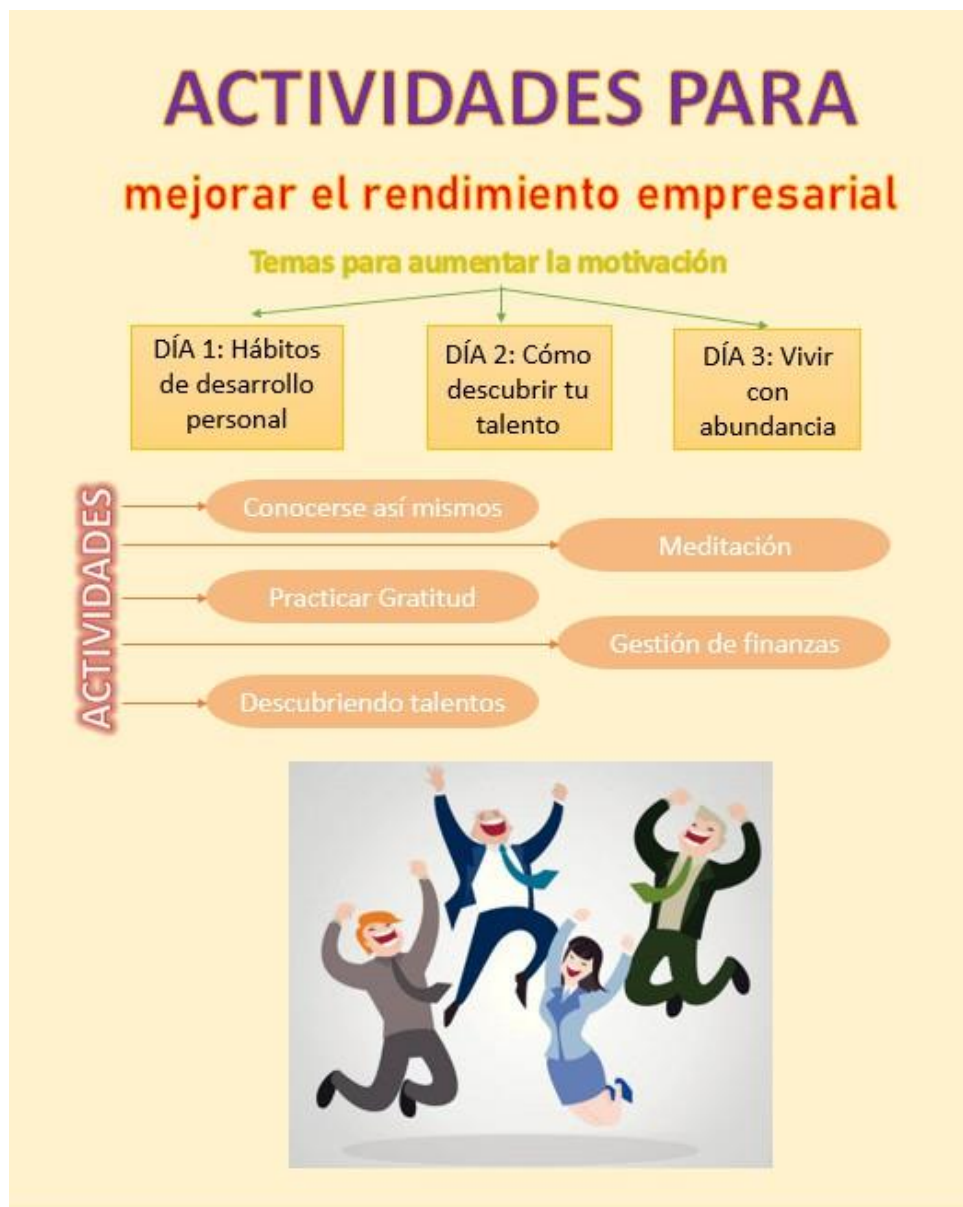 ACTIVIDADES PARA
mejorar el rendimiento empresarial
Temas para aumentar la motivación
DÍA 1: Hábitos
de desarrollo
personal
DÍA 2: Cómo
descubrir tu
talento
DÍA 3: Vivir
con
abundancia
ACTIVIDADES
Conocerse así mismos
Meditación
Practicar Gratitud
Gestión de finanzas
Descubriendo talentos